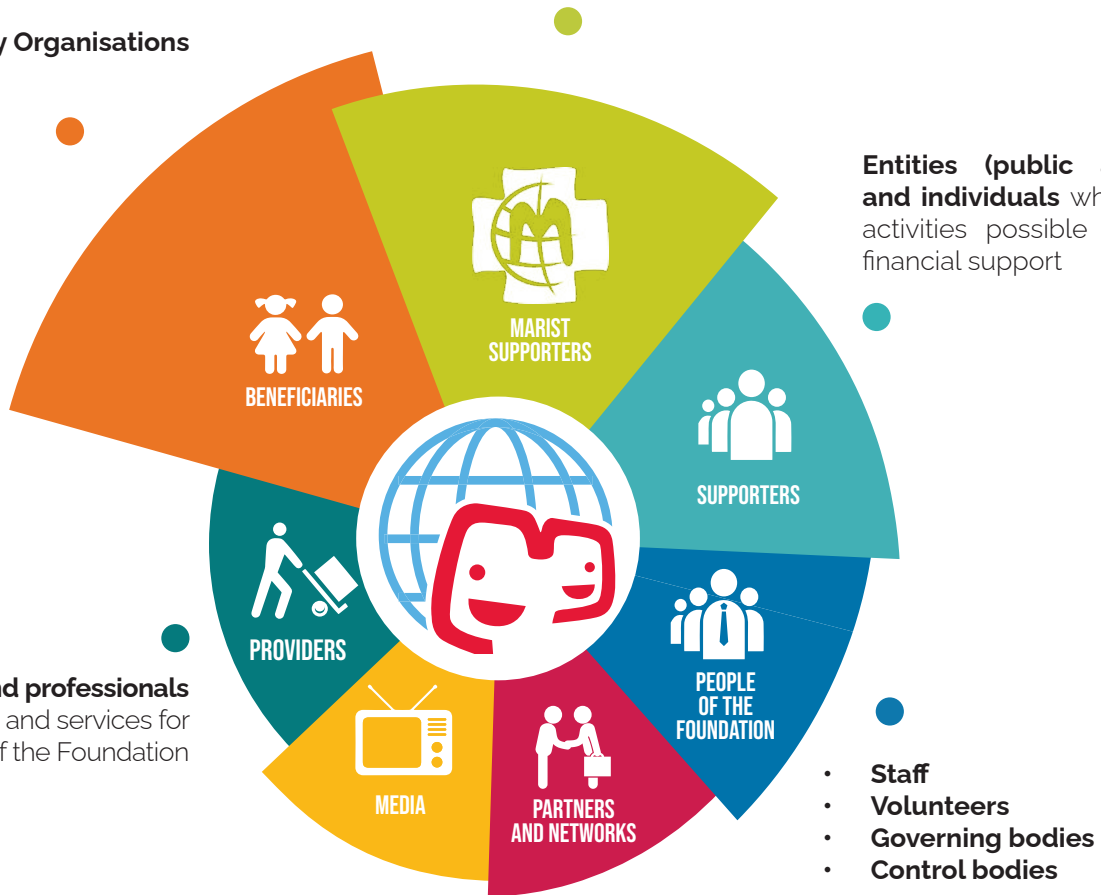 y Organisations
Entities (public
and individuals wh
activities possible
financial support
MARIST
SUPPORTERS
BENEFICIARIES
SUPPORTERS
PROVIDERS
PEOPLE
OF THE
FOUNDATION
nd professionals
and services for
f the Foundation
MEDIA
PARTNERS
AND NETWORKS
• Staff
• Volunteers
• Governing bodies
• Control bodies